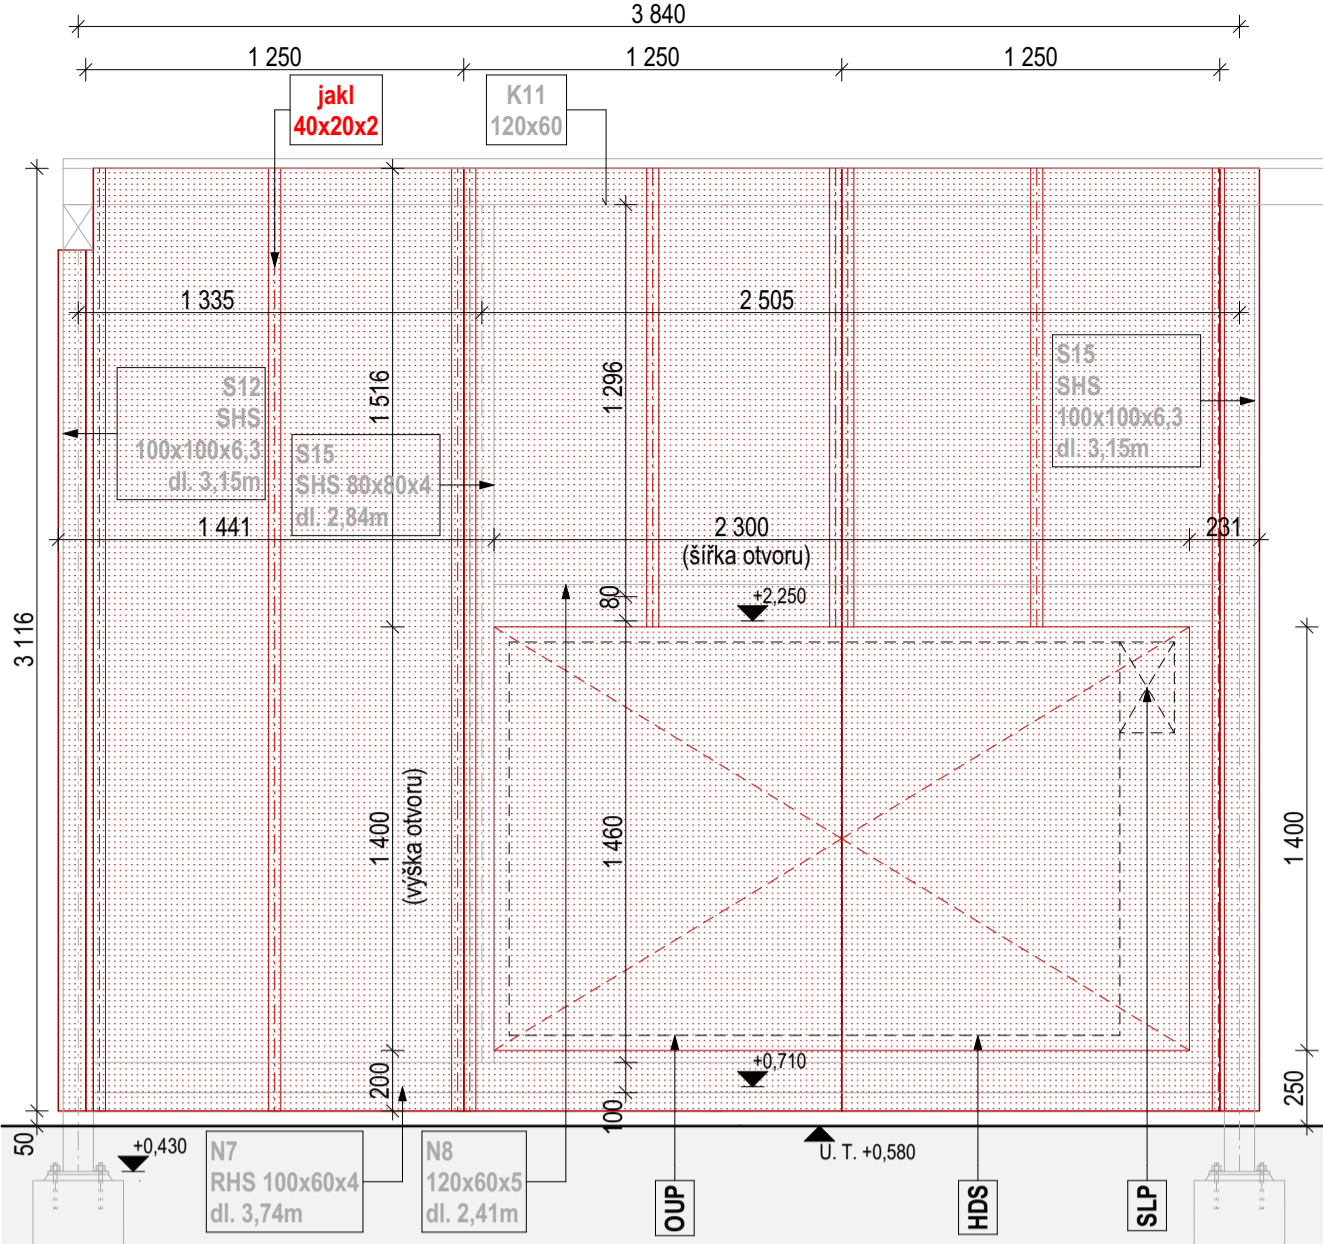 3 840
1 250
1 250
1 250
jakl
40x20x2
K11
120x60
1 335
2 505
1 516
1 296
S12
SHS
100x100x6,3
dl. 3,15m
S15
SHS 80x80x4
dl. 2,84m
S15
SHS
100x100x6,3
dl. 3,15m
1 441
2 300
(šířka otvoru)
231
3 116
80
+2,250
1 400
(výška otvoru)
1 460
1 400
200
100
+0,710
250
50
+0,430
U. T. +0,580
N7
RHS 100x60x4
dl. 3,74m
N8
120x60x5
dl. 2,41m
OUP
HDS
SLP